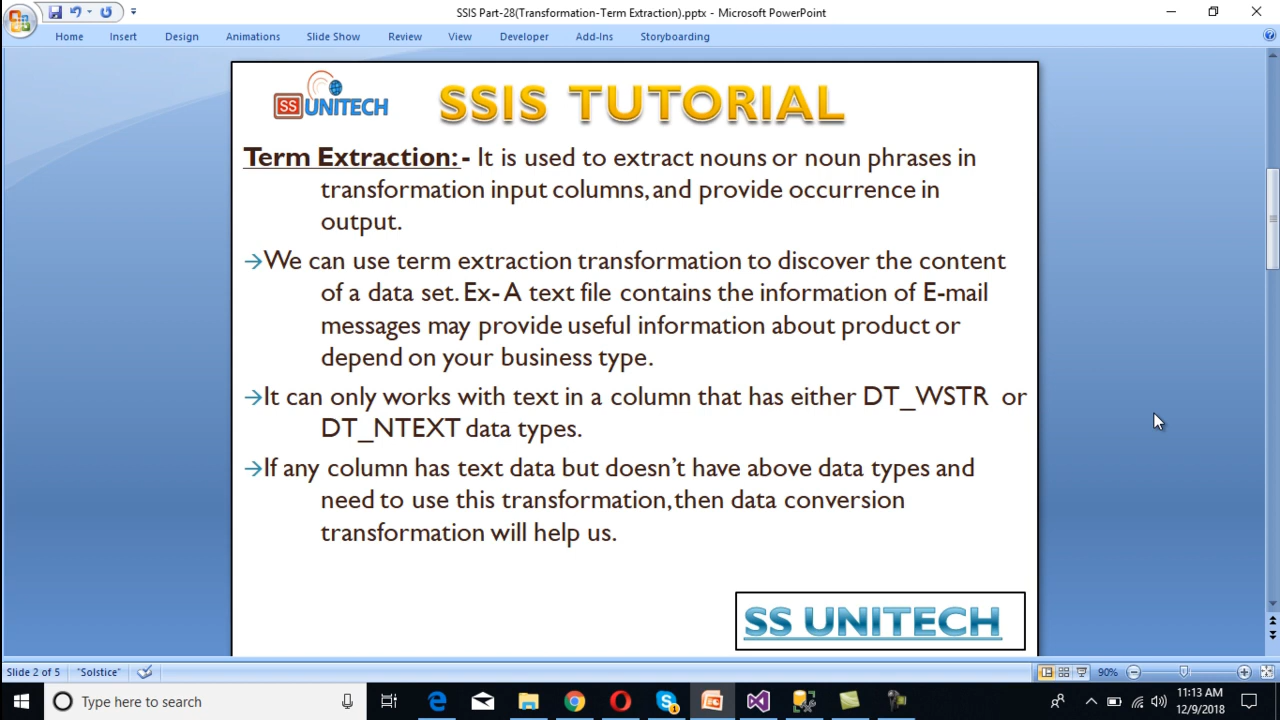 SSIS Part-28(Transformation-Term Extraction).pptx - Microsoft PowerPoint
Home Insert Design Animations Slide Show Review View Developer Add-Ins Storyboarding
SS UNITECH
SSIS TUTORIAL
Term Extraction:- It is used to extract nouns or noun phrases in
transformation input columns, and provide occurrence in
output.
→We can use term extraction transformation to discover the content
of a data set. Ex- A text file contains the information of E-mail
messages may provide useful information about product or
depend on your business type.
→It can only works with text in a column that has either DT_WSTR or
DT_NTEXT data types.
→If any column has text data but doesn't have above data types and
need to use this transformation, then data conversion
transformation will help us.
SS UNITECH
Slide 2 of 5 "Solstice" 90%
Type here to search
11:13 AM
12/9/2018